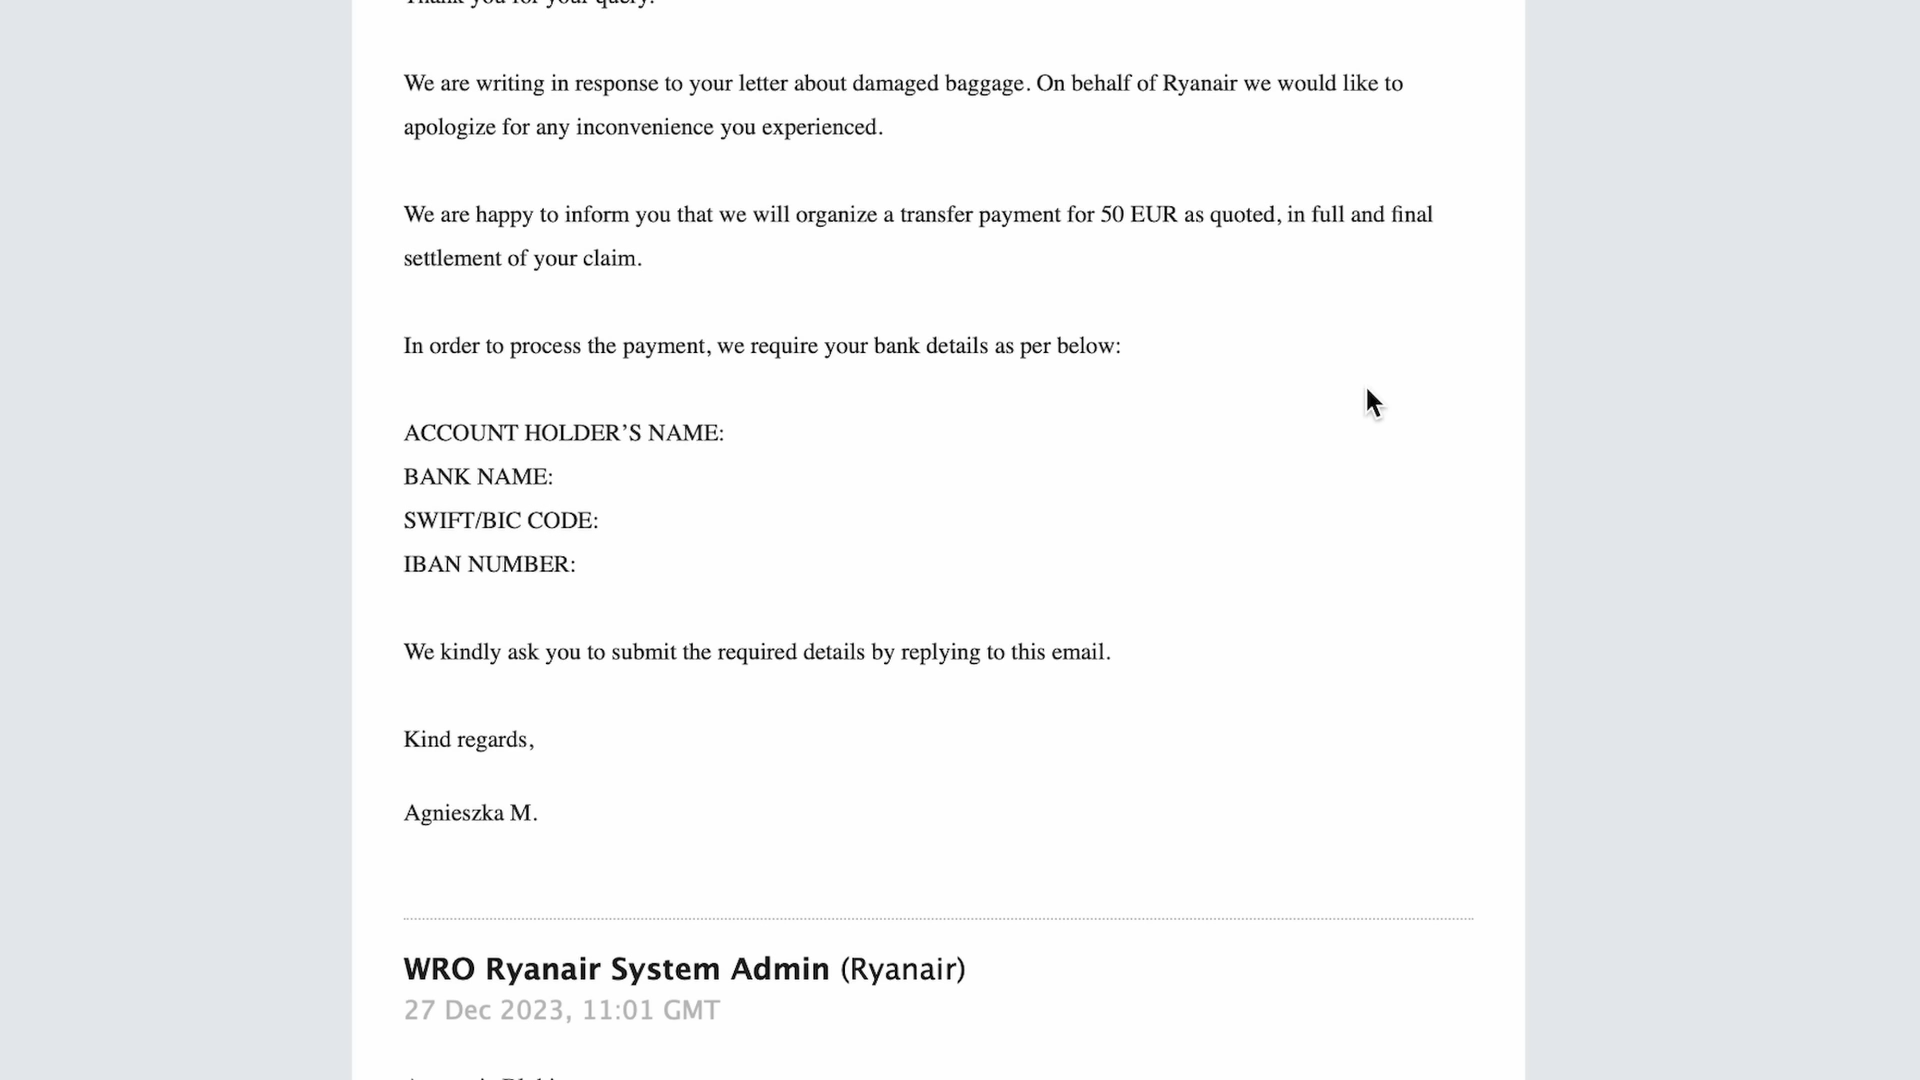 Thank you for your query.
We are writing in response to your letter about damaged baggage. On behalf of Ryanair we would like to
apologize for any inconvenience you experienced.
We are happy to inform you that we will organize a transfer payment for 50 EUR as quoted, in full and final
settlement of your claim.
In order to process the payment, we require your bank details as per below:
ACCOUNT HOLDER’S NAME:
BANK NAME:
SWIFT/BIC CODE:
IBAN NUMBER:
We kindly ask you to submit the required details by replying to this email.
Kind regards,
Agnieszka M.
WRO Ryanair System Admin (Ryanair)
27 Dec 2023, 11:01 GMT